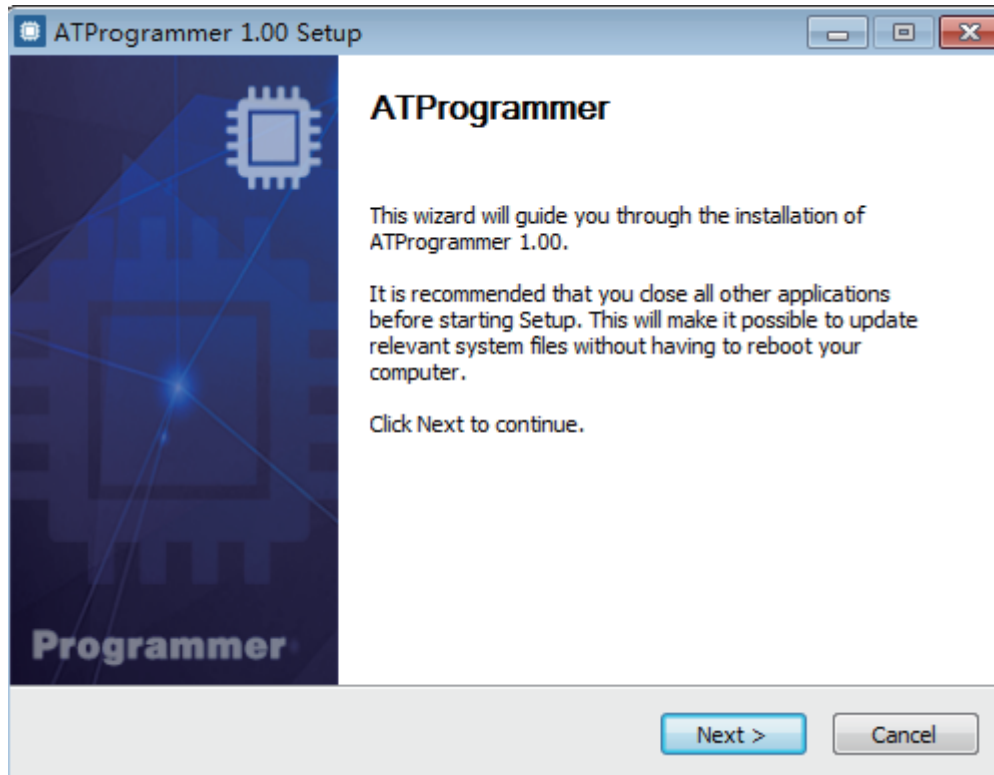 ATProgrammer 1.00 Setup
ATProgrammer
This wizard will guide you through the installation of
ATProgrammer 1.00.
It is recommended that you close all other applications
before starting Setup. This will make it possible to update
relevant system files without having to reboot your
computer.
Click Next to continue.
Programmer
Next >
Cancel